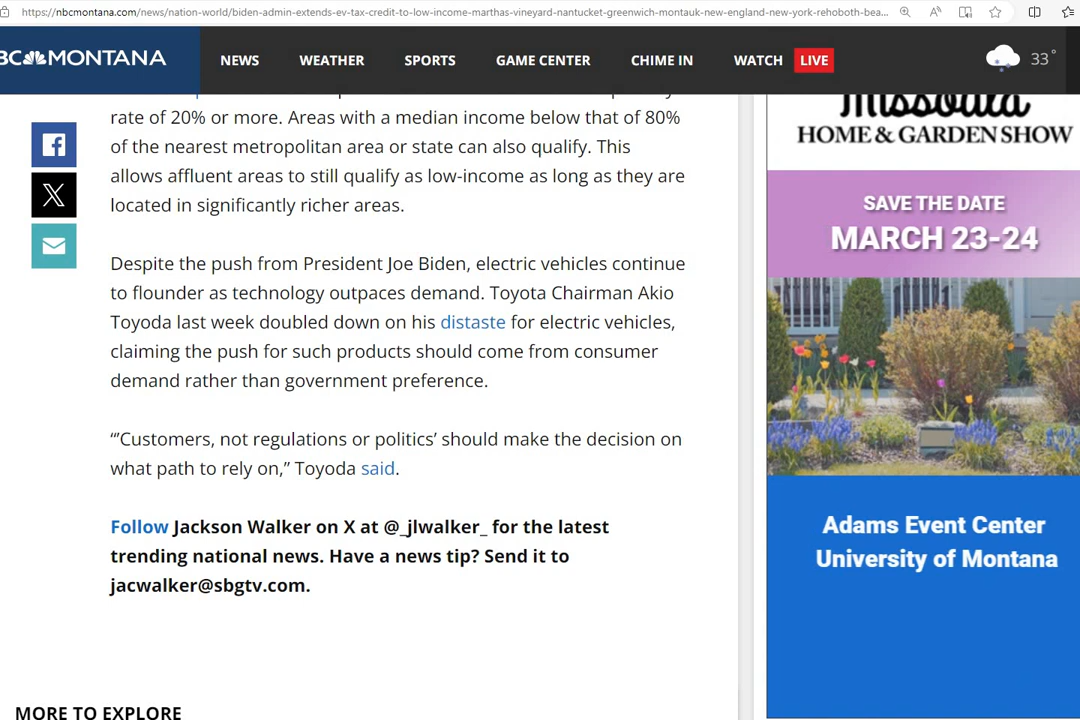 https://nbcmontana.com/news/nation-world/biden-admin-extends-ev-tax-credit-to-low-income-marthas-vineyard-nantucket-greenwich-montauk-new-england-new-york-rehoboth-bea...
BC MONTANA
NEWS
WEATHER
SPORTS
GAME CENTER
CHIME IN
WATCH
LIVE
33°
rate of 20% or more. Areas with a median income below that of 80%
of the nearest metropolitan area or state can also qualify. This
allows affluent areas to still qualify as low-income as long as they are
located in significantly richer areas.
Despite the push from President Joe Biden, electric vehicles continue
to flounder as technology outpaces demand. Toyota Chairman Akio
Toyoda last week doubled down on his distaste for electric vehicles,
claiming the push for such products should come from consumer
demand rather than government preference.
“’Customers, not regulations or politics’ should make the decision on
what path to rely on,” Toyoda said.
Follow Jackson Walker on X at @_jlwalker_ for the latest
trending national news. Have a news tip? Send it to
jacwalker@sbgtv.com.
MORE TO EXPLORE
Missoula
HOME & GARDEN SHOW
SAVE THE DATE
MARCH 23-24
Adams Event Center
University of Montana